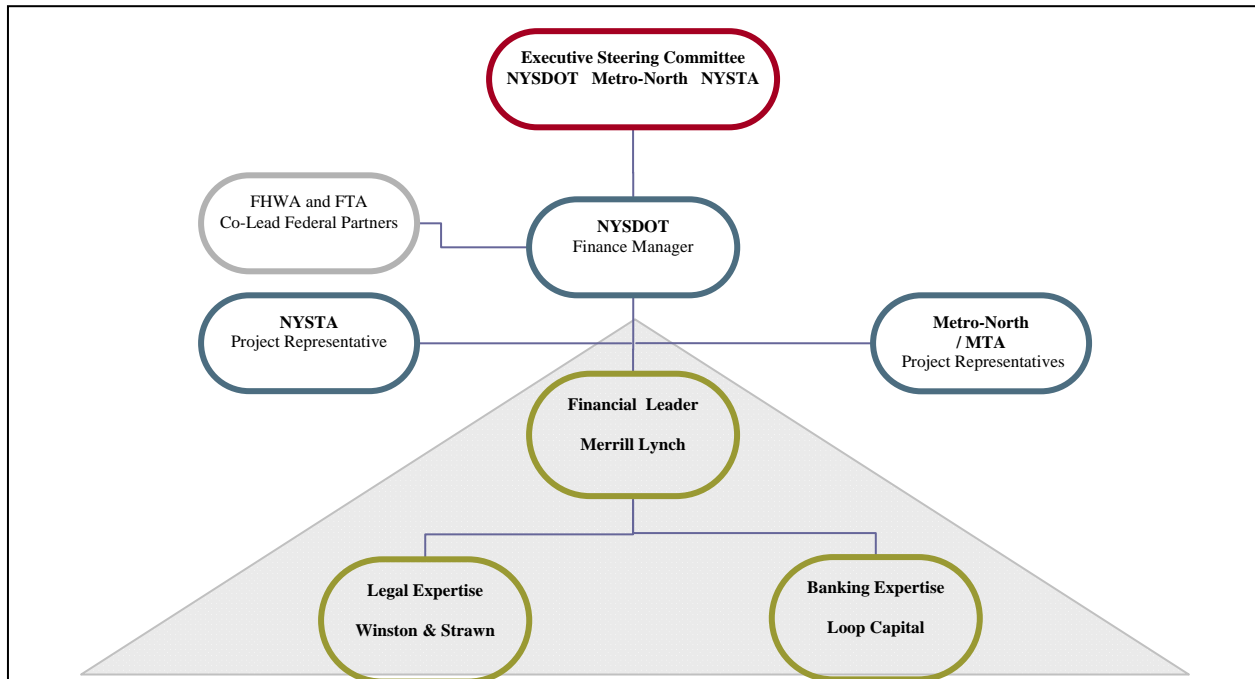 Executive Steering Committee
NYSDOT Metro-North NYSTA
FHWA and FTA
Co-Lead Federal Partners
NYSDOT
Finance Manager
NYSTA
Project Representative
Metro-North
/ MTA
Project Representatives
Financial Leader
Merrill Lynch
Legal Expertise
Winston & Strawn
Banking Expertise
Loop Capital